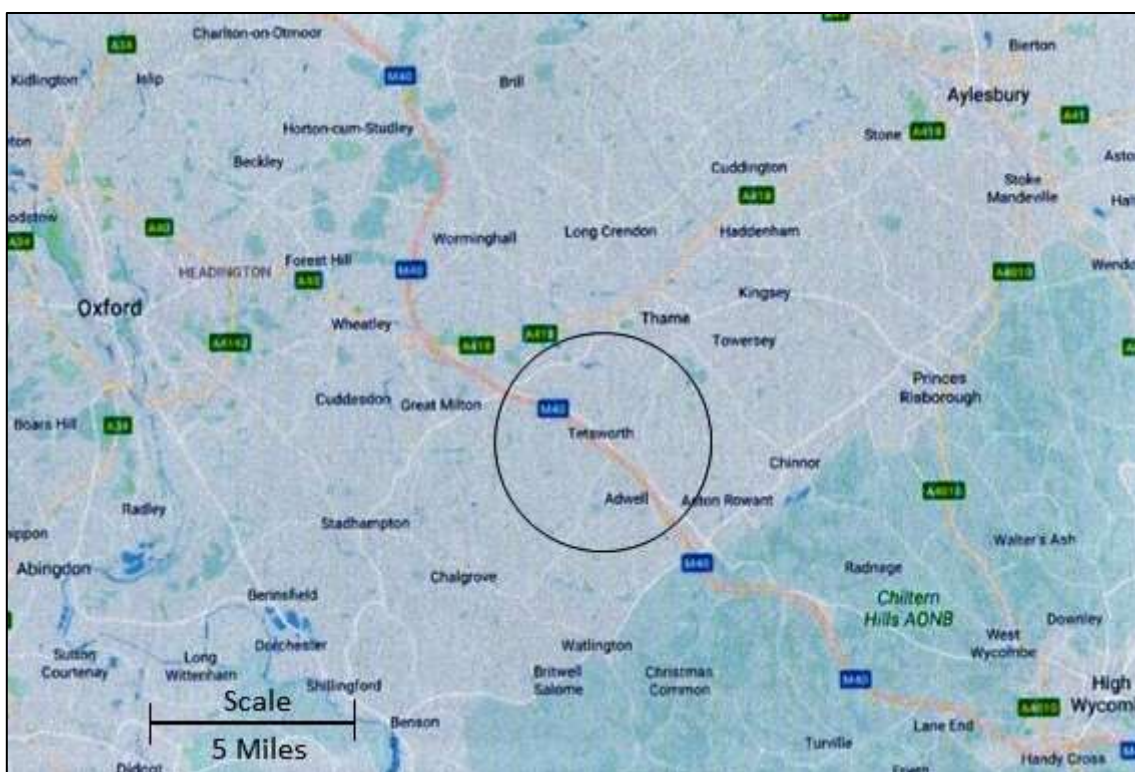 A34
Charlton-on-Otmoor
Bierton
Kidlington
Islip
M40
Brill
Aylesbury
A41
Horton-cum-Studley
Stone
A418
Beckley
Cuddington
Stoke
Mandeville
A418
A40
A34
Long Crendon
Haddenham
Worminghall
Forest Hill
HEADINGTON
M40
A40
A4010
Kingsey
Oxford
Wheatley
Thame
A418
A418
Towersey
Princes
Risborough
Cuddesdon
Great Milton
M40
Boars Hill
A34
Tetsworth
Chinnor
Adwell
Aston Rowant
A4010
Radley
Stadhampton
Walter's Ash
Abingdon
Chalgrove
M40
Radnage
Berinsfield
Chiltern
Hills AONB
Downley
Dorchester
Watlington
West
Wycombe
Sutton
Courtenay
Long
Wittenham
Britwell
Salome
Christmas
Common
Shillingford
M40
High
Scale
A4010
Benson
Lane End
5 Miles
Turville
Handy Cross
Didcot